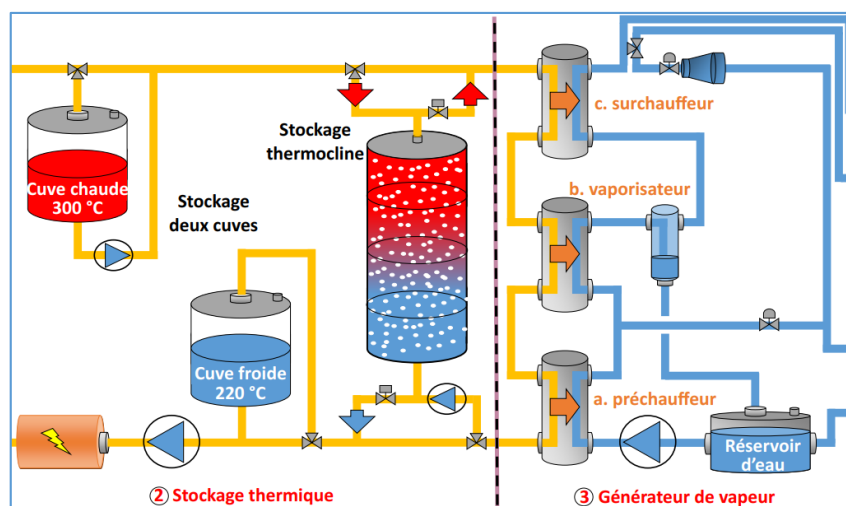 c. surchauffeur
Stockage
thermocline
Cuve chaude
300 °C
b. vaporisateur
Stockage
deux cuves
Cuve froide
220 °C
a. préchauffeur
Réservoir
d'eau
② Stockage thermique
③ Générateur de vapeur